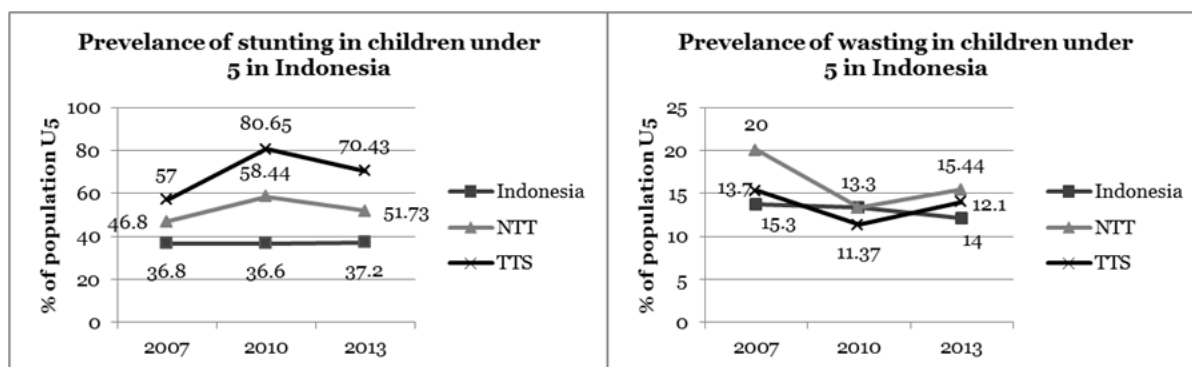 Prevelance of stunting in children under
5 in Indonesia
% of population U5
100
80
60
40
20
0
80.65
70.43
57
58.44
46.8
51.73
36.8
36.6
37.2
2007
2010
2013
Indonesia
NTT
TTS
Prevelance of wasting in children under
5 in Indonesia
% of population U5
25
20
15
10
5
0
20
15.44
13.7
13.3
12.1
15.3
14
11.37
2007
2010
2013
Indonesia
NTT
TTS